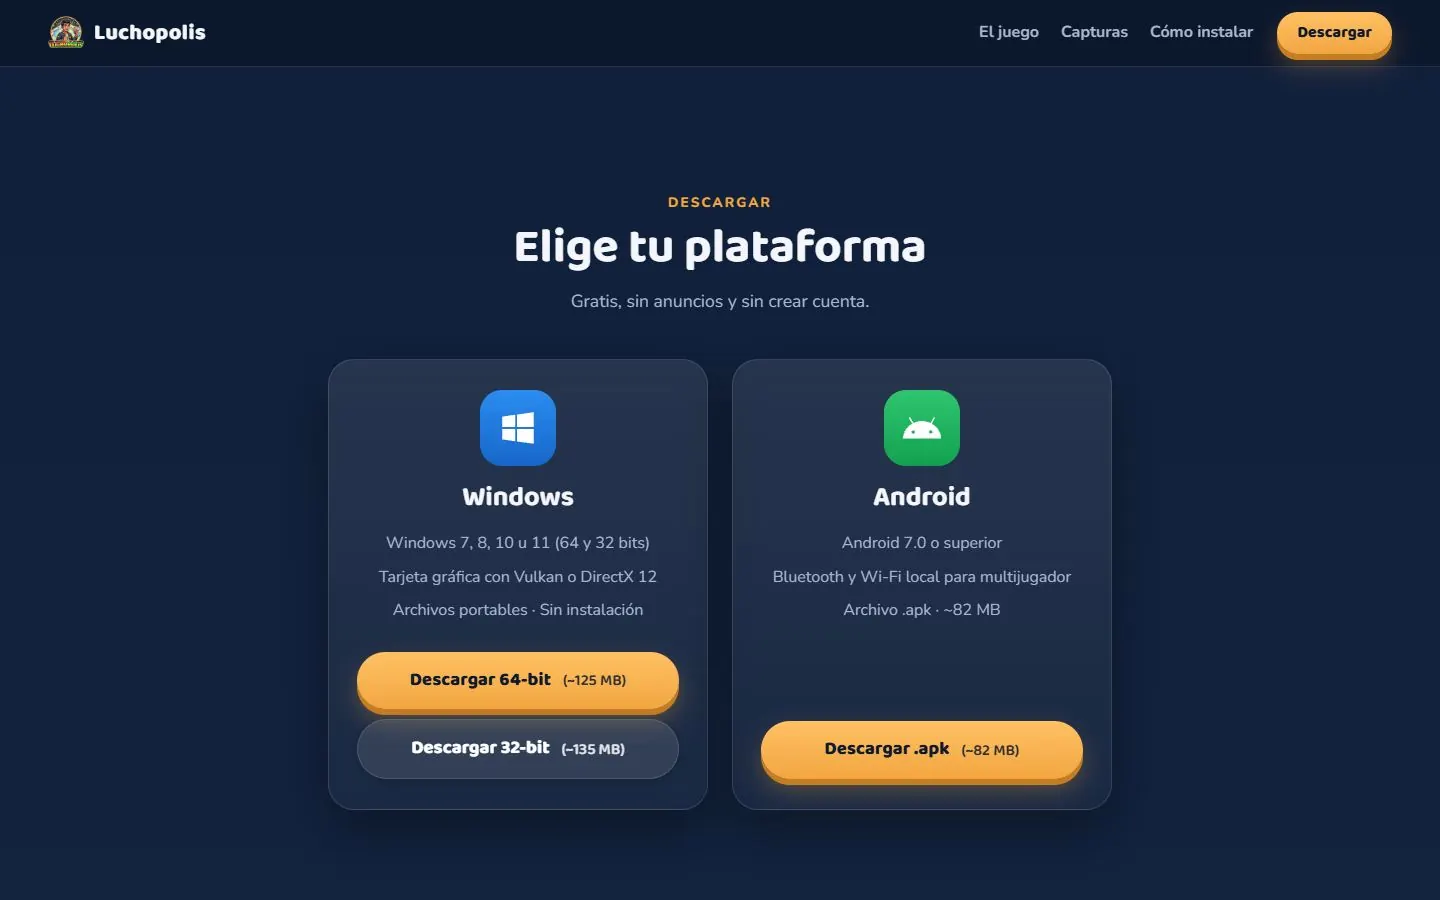 Luchopolis
El juego
Capturas
Cómo instalar
Descargar
DESCARGAR
Elige tu plataforma
Gratis, sin anuncios y sin crear cuenta.
Windows
Windows 7, 8, 10 u 11 (64 y 32 bits)
Tarjeta gráfica con Vulkan o DirectX 12
Archivos portables · Sin instalación
Descargar 64-bit (~125 MB)
Descargar 32-bit (~135 MB)
Android
Android 7.0 o superior
Bluetooth y Wi-Fi local para multijugador
Archivo .apk · ~82 MB
Descargar .apk (~82 MB)